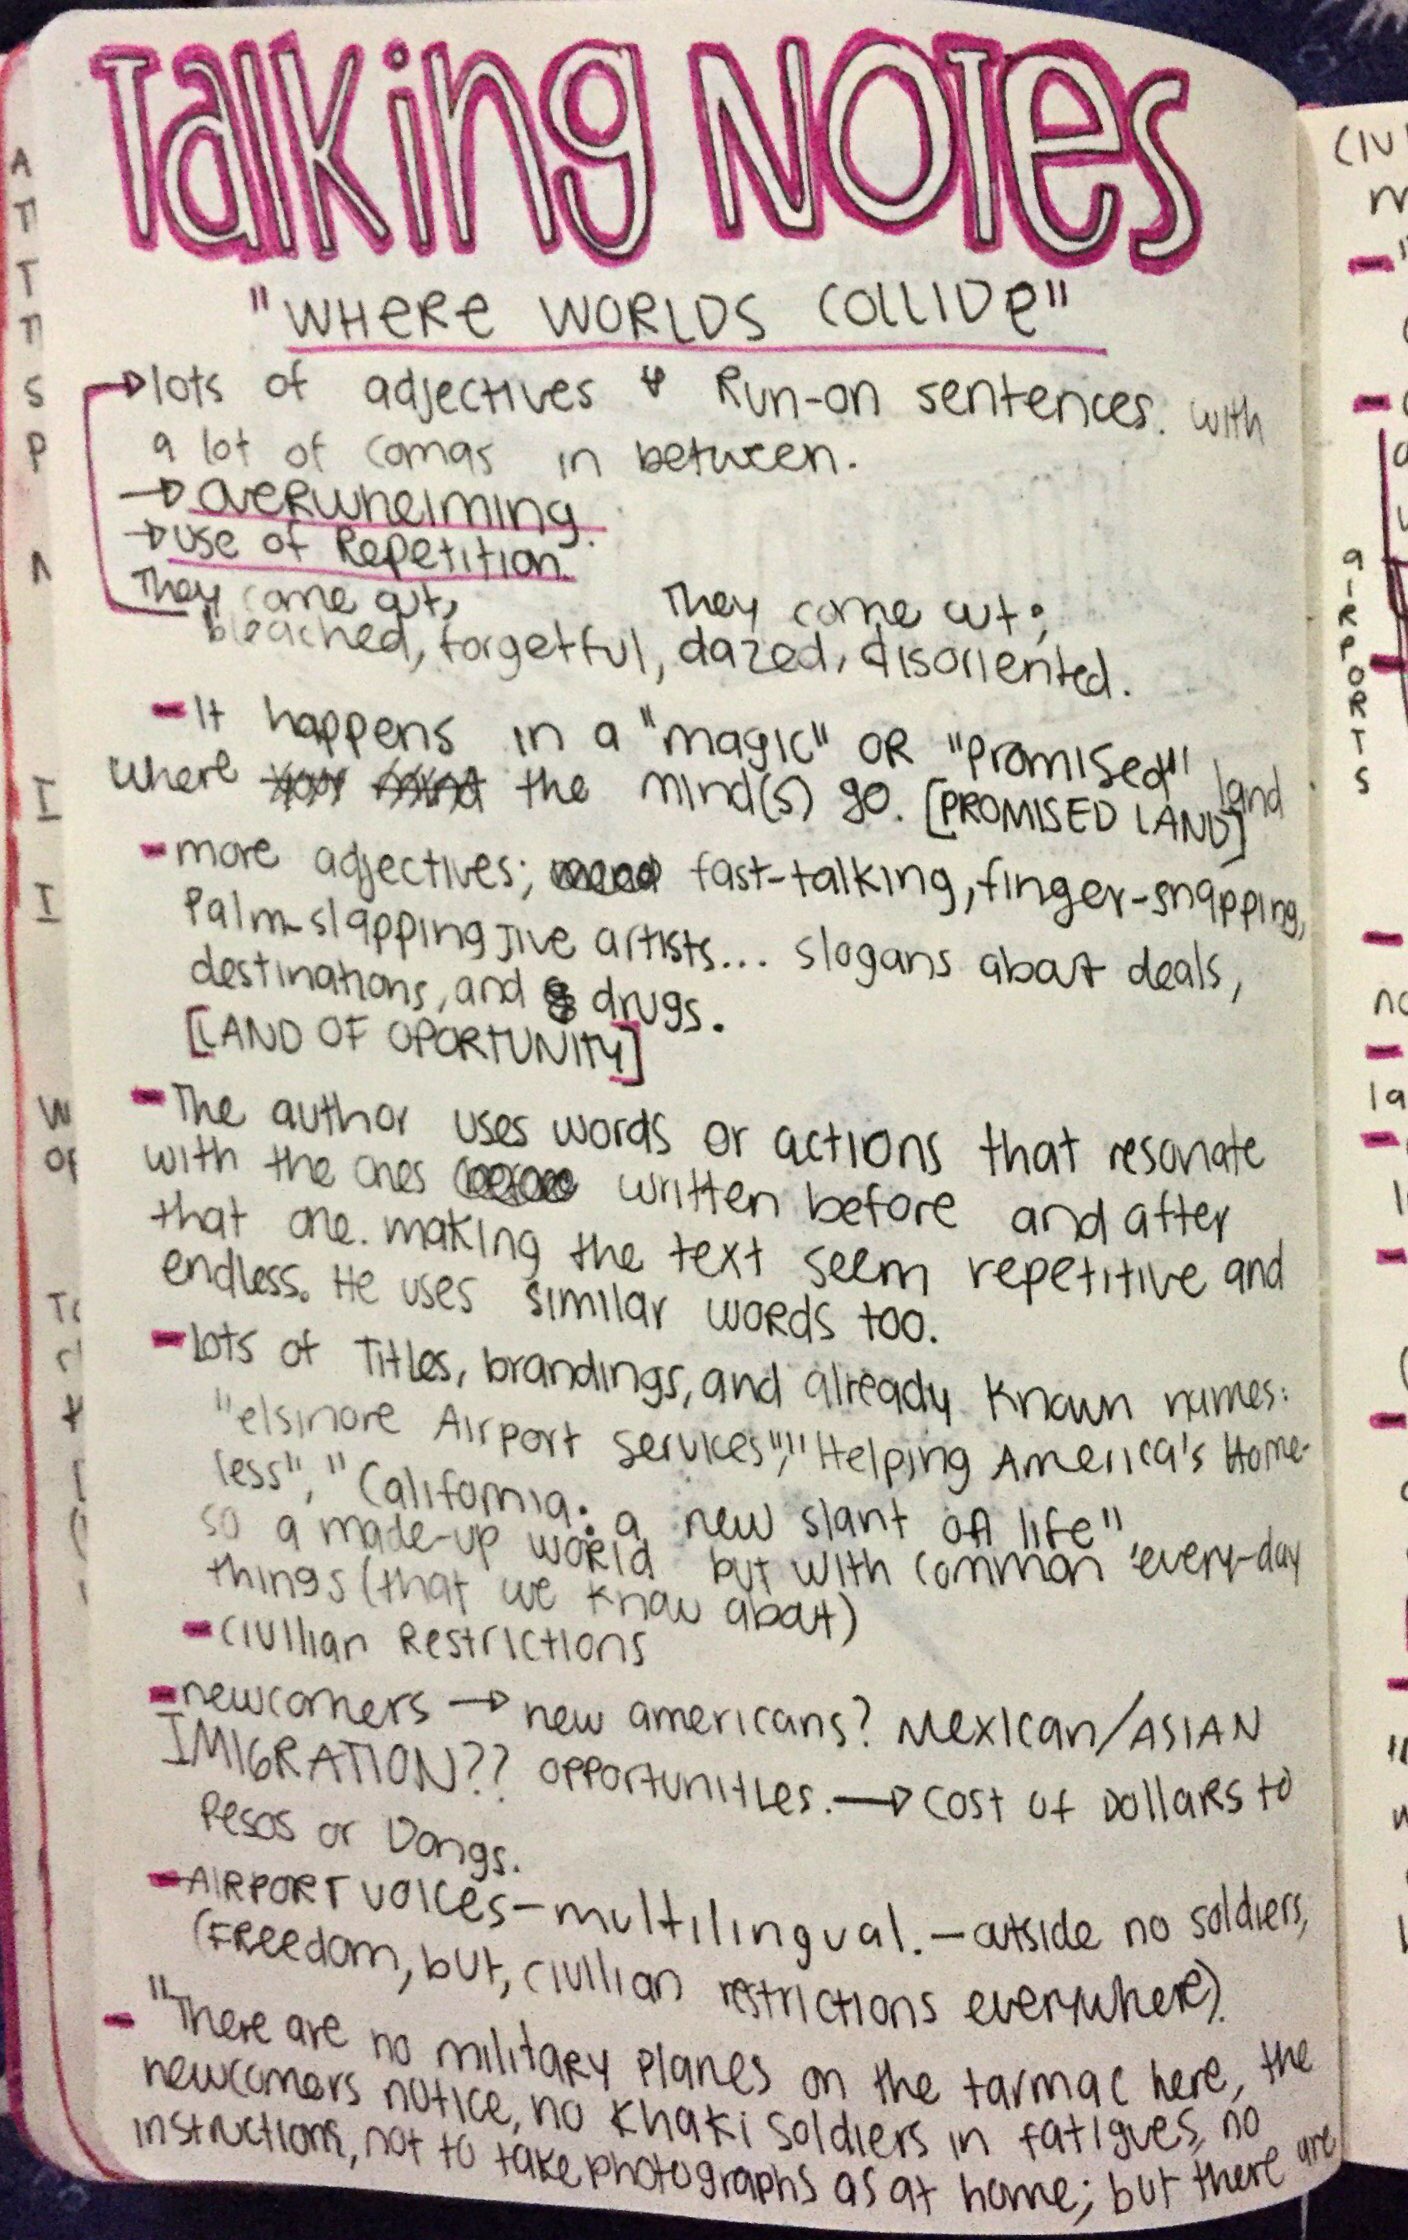 Talking Notes
"WHERE WORLDS COLLIDE"
lots of adjectives & Run-on sentences. with
a lot of comas in between.
→ overwhelming.
→ use of Repetition.
They come out, They come out;
bleached, forgetful, dazed, disoriented.
- It happens in a "magic" OR "Promised" land
where your mind the mind(s) go. [PROMISED LAND]
- more adjectives; fast-talking, finger-snapping,
Palm-slapping jive artists... slogans about deals,
destinations, and drugs.
[LAND OF OPORTUNITY]
- The author uses words or actions that resonate
with the ones before written before and after
that one. making the text seem repetitive and
endless. He uses similar words too.
- lots of Titles, brandings, and already known names:
"elsinore Airport services", "Helping America's Home-
less", "California: a new slant on life",
so a made-up world but with common every-day
things (that we know about)
- civilian Restrictions
- newcomers → new americans? Mexican/ASIAN
IMIGRATION?? opportunities. → Cost of Dollars to
Pesos or Dongs.
- AIRPORT voices - multilingual. - outside no soldiers,
(Freedom, but, civilian restrictions everywhere).
- "There are no military planes on the tarmac here, the
newcomers notice, no Khaki soldiers in fatigues, no
instructions, not to take photographs as at home; but there are
AIRPORTS